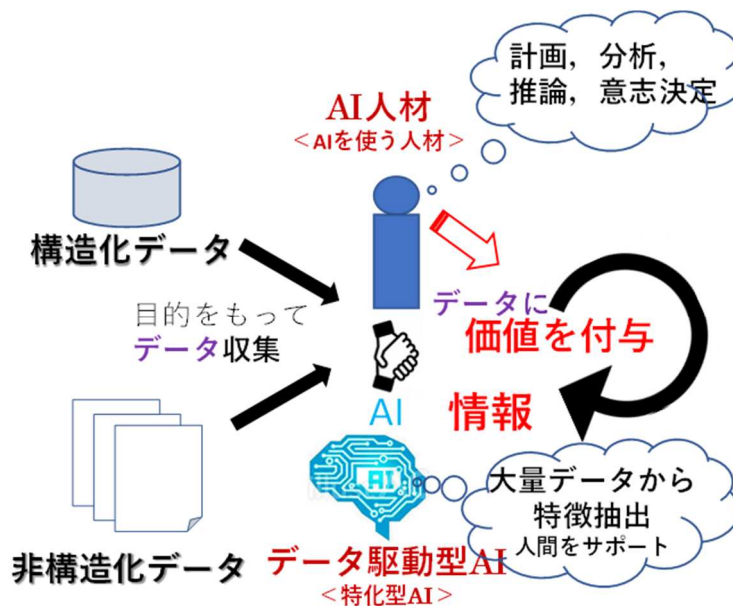 計画，分析，
推論，意志決定
AI人材
＜AIを使う人材＞
構造化データ
目的をもって
データ収集
データに
価値を付与
AI
情報
AI
大量データから
特徴抽出
人間をサポート
非構造化データ
データ駆動型AI
＜特化型AI＞